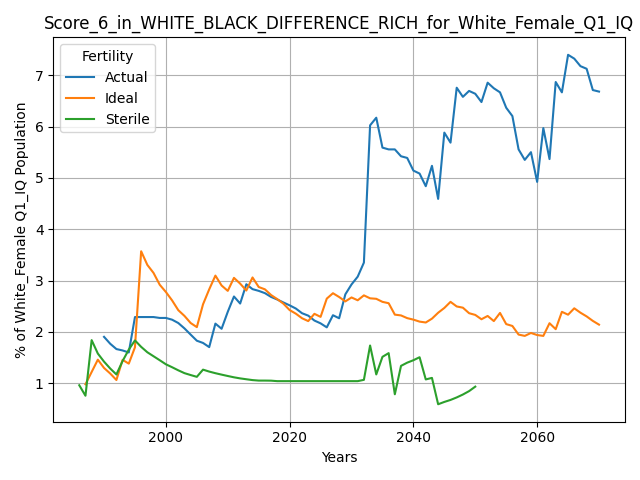 Score_6_in_WHITE_BLACK_DIFFERENCE_RICH_for_White_Female_Q1_IQ
Fertility
Actual
Ideal
Sterile
% of White_Female Q1_IQ Population
7
6
5
4
3
2
1
2000
2020
2040
2060
Years